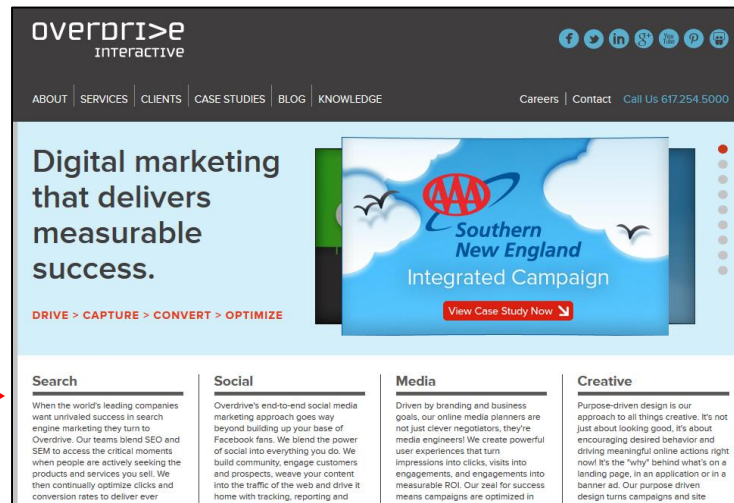 overdri>e
interactive
ABOUT SERVICES CLIENTS CASE STUDIES BLOG KNOWLEDGE
Careers | Contact Call Us 617.254.5000
Digital marketing
that delivers
measurable
success.
DRIVE > CAPTURE > CONVERT > OPTIMIZE
AAA
Southern
New England
Integrated Campaign
View Case Study Now
Search
When the world's leading companies
want unrivaled success in search
engine marketing they turn to
Overdrive. Our teams blend SEO and
SEM to access the critical moments
when people are actively seeking the
products and services you sell. We
then continually optimize clicks and
conversion rates to deliver ever
Social
Overdrive's end-to-end social media
marketing approach goes way
beyond building up your base of
Facebook fans. We blend the power
of social into everything you do. We
build community, engage customers
and prospects, weave your content
into the traffic of the web and drive it
home with tracking, reporting and
Media
Driven by branding and business
goals, our online media planners are
not just clever negotiators, they're
media engineers! We create powerful
user experiences that turn
impressions into clicks, visits into
engagements, and engagements into
measurable ROI. Our zeal for success
means campaigns are optimized in
Creative
Purpose-driven design is our
approach to all things creative. It's not
just about looking good, it's about
encouraging desired behavior and
driving meaningful online actions right
now! It's the "why" behind what's on a
landing page, in an application or in a
banner ad. Our purpose driven
design turns campaigns and site